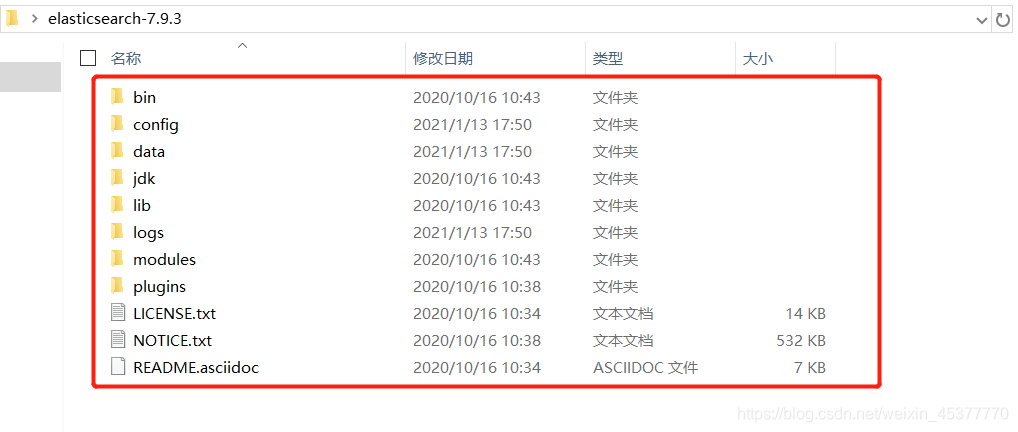 elasticsearch-7.9.3
名称 修改日期 类型 大小
bin 2020/10/16 10:43 文件夹
config 2021/1/13 17:50 文件夹
data 2021/1/13 17:50 文件夹
jdk 2020/10/16 10:43 文件夹
lib 2020/10/16 10:43 文件夹
logs 2021/1/13 17:50 文件夹
modules 2020/10/16 10:43 文件夹
plugins 2020/10/16 10:38 文件夹
LICENSE.txt 2020/10/16 10:34 文本文档 14 KB
NOTICE.txt 2020/10/16 10:38 文本文档 532 KB
README.asciidoc 2020/10/16 10:34 ASCIIDOC 文件 7 KB
https://blog.csdn.net/weixin_45377770